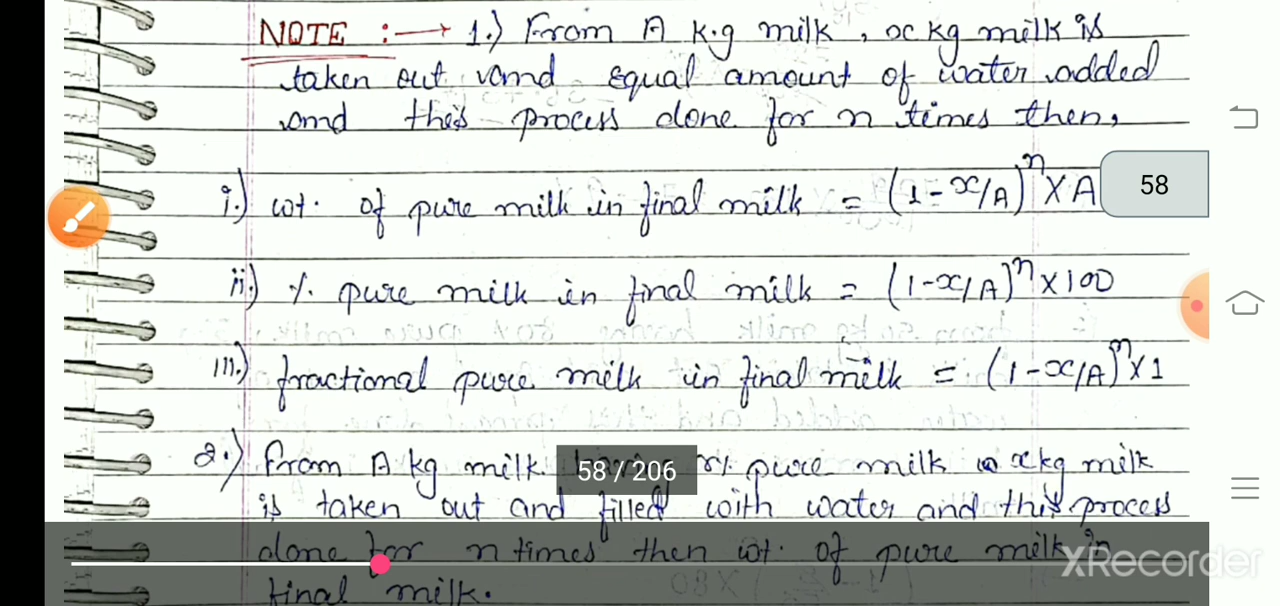 NOTE :→ 1.) From A k.g milk, x kg milk is
taken out and equal amount of water added
and this process done for n times then,
i.) wt. of pure milk in final milk = (1-x/A)^n × A
58
ii.) % pure milk in final milk = (1-x/A)^n × 100
iii.) fractional pure milk in final milk = (1-x/A)^n × 1
2.) From A kg milk r% pure milk x kg milk
58 / 206
is taken out and filled with water and this process
done for n times then wt. of pure milk in
XRecorder
final milk.